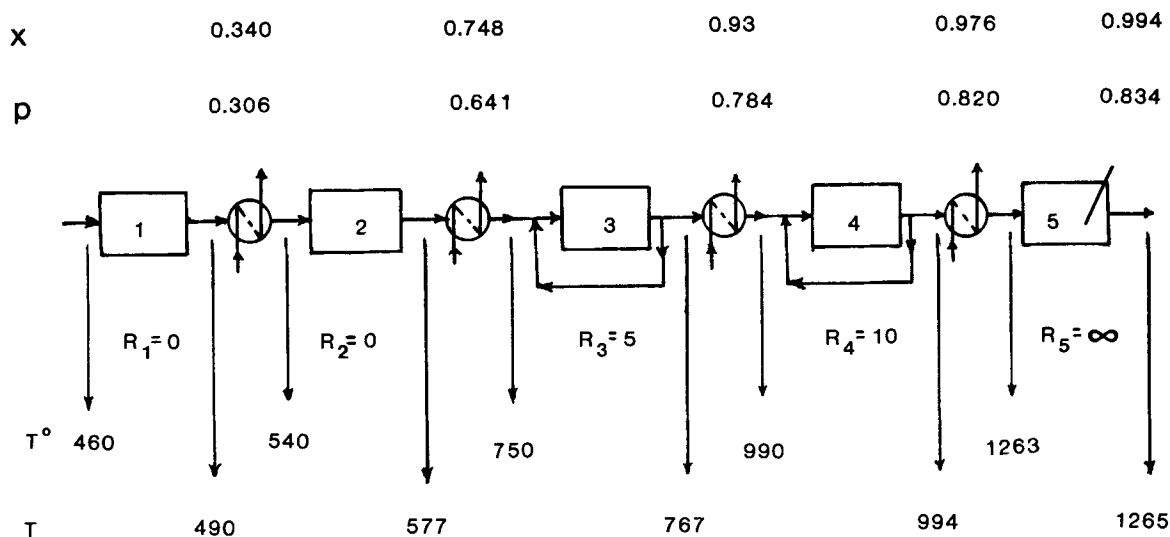 x 0.340 0.748 0.93 0.976 0.994
p 0.306 0.641 0.784 0.820 0.834
1 2 3 4 5
R₁=0 R₂=0 R₃=5 R₄=10 R₅=∞
T° 460 540 750 990 1263
T 490 577 767 994 1265